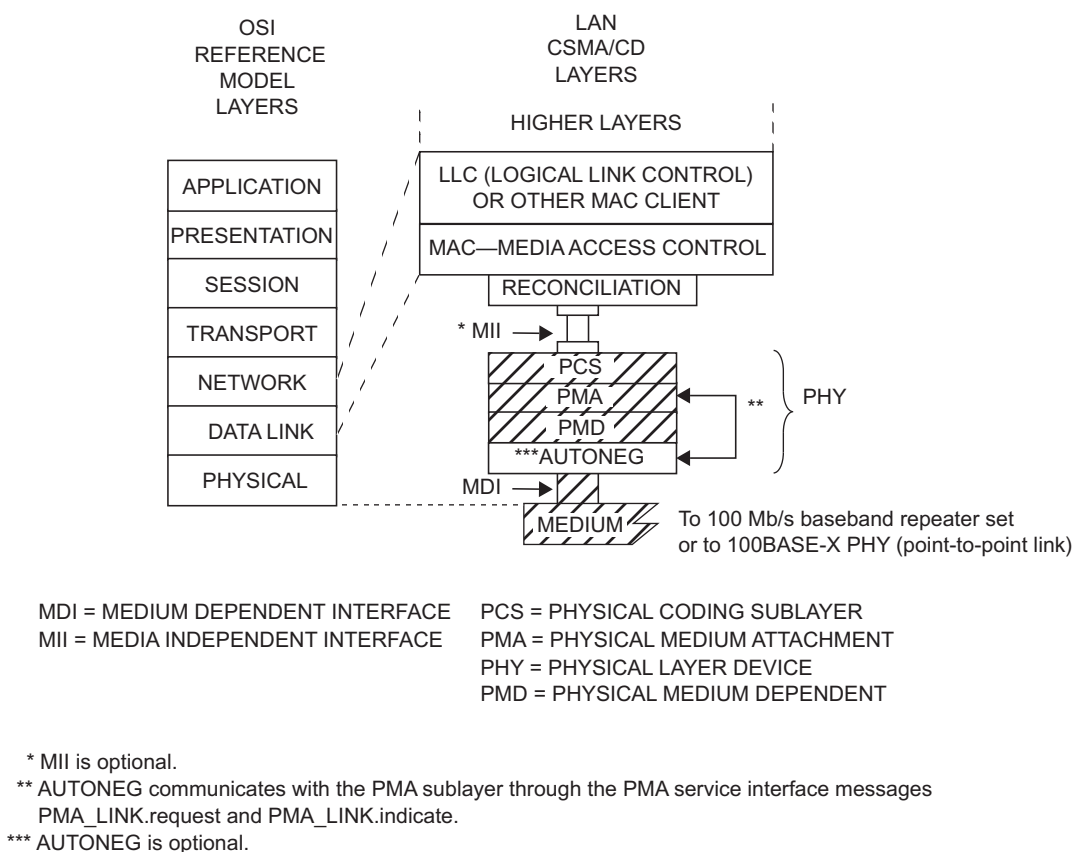 OSI
REFERENCE
MODEL
LAYERS
LAN
CSMA/CD
LAYERS
HIGHER LAYERS
APPLICATION
PRESENTATION
SESSION
TRANSPORT
NETWORK
DATA LINK
PHYSICAL
LLC (LOGICAL LINK CONTROL)
OR OTHER MAC CLIENT
MAC—MEDIA ACCESS CONTROL
RECONCILIATION
* MII
PCS
PMA
PMD
***AUTONEG
**
PHY
MDI
MEDIUM
To 100 Mb/s baseband repeater set
or to 100BASE-X PHY (point-to-point link)
MDI = MEDIUM DEPENDENT INTERFACE
MII = MEDIA INDEPENDENT INTERFACE
PCS = PHYSICAL CODING SUBLAYER
PMA = PHYSICAL MEDIUM ATTACHMENT
PHY = PHYSICAL LAYER DEVICE
PMD = PHYSICAL MEDIUM DEPENDENT
* MII is optional.
** AUTONEG communicates with the PMA sublayer through the PMA service interface messages
PMA_LINK.request and PMA_LINK.indicate.
*** AUTONEG is optional.